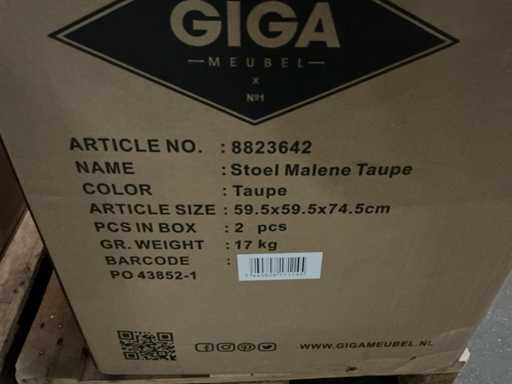 GIGA
MEUBEL
x
Nº1
ARTICLE NO. : 8823642
NAME : Stoel Malene Taupe
COLOR : Taupe
ARTICLE SIZE : 59.5x59.5x74.5cm
PCS IN BOX : 2 pcs
GR. WEIGHT : 17 kg
BARCODE :
PO 43852-1
WWW.GIGAMEUBEL.NL